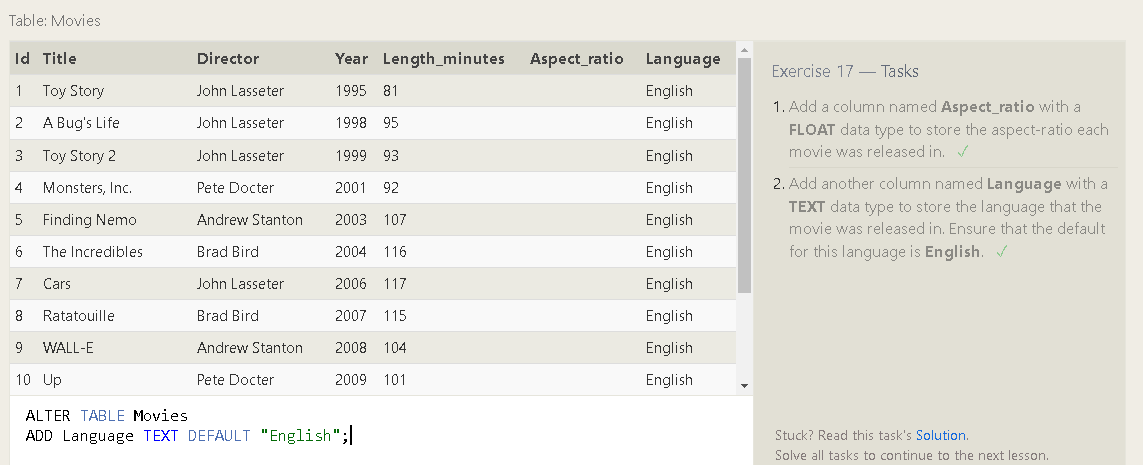 Table: Movies
Id Title Director Year Length_minutes Aspect_ratio Language
1 Toy Story John Lasseter 1995 81 English
2 A Bug's Life John Lasseter 1998 95 English
3 Toy Story 2 John Lasseter 1999 93 English
4 Monsters, Inc. Pete Docter 2001 92 English
5 Finding Nemo Andrew Stanton 2003 107 English
6 The Incredibles Brad Bird 2004 116 English
7 Cars John Lasseter 2006 117 English
8 Ratatouille Brad Bird 2007 115 English
9 WALL-E Andrew Stanton 2008 104 English
10 Up Pete Docter 2009 101 English
ALTER TABLE Movies
ADD Language TEXT DEFAULT "English";
Exercise 17 — Tasks
1. Add a column named Aspect_ratio with a
FLOAT data type to store the aspect-ratio each
movie was released in. ✓
2. Add another column named Language with a
TEXT data type to store the language that the
movie was released in. Ensure that the default
for this language is English. ✓
Stuck? Read this task's Solution.
Solve all tasks to continue to the next lesson.